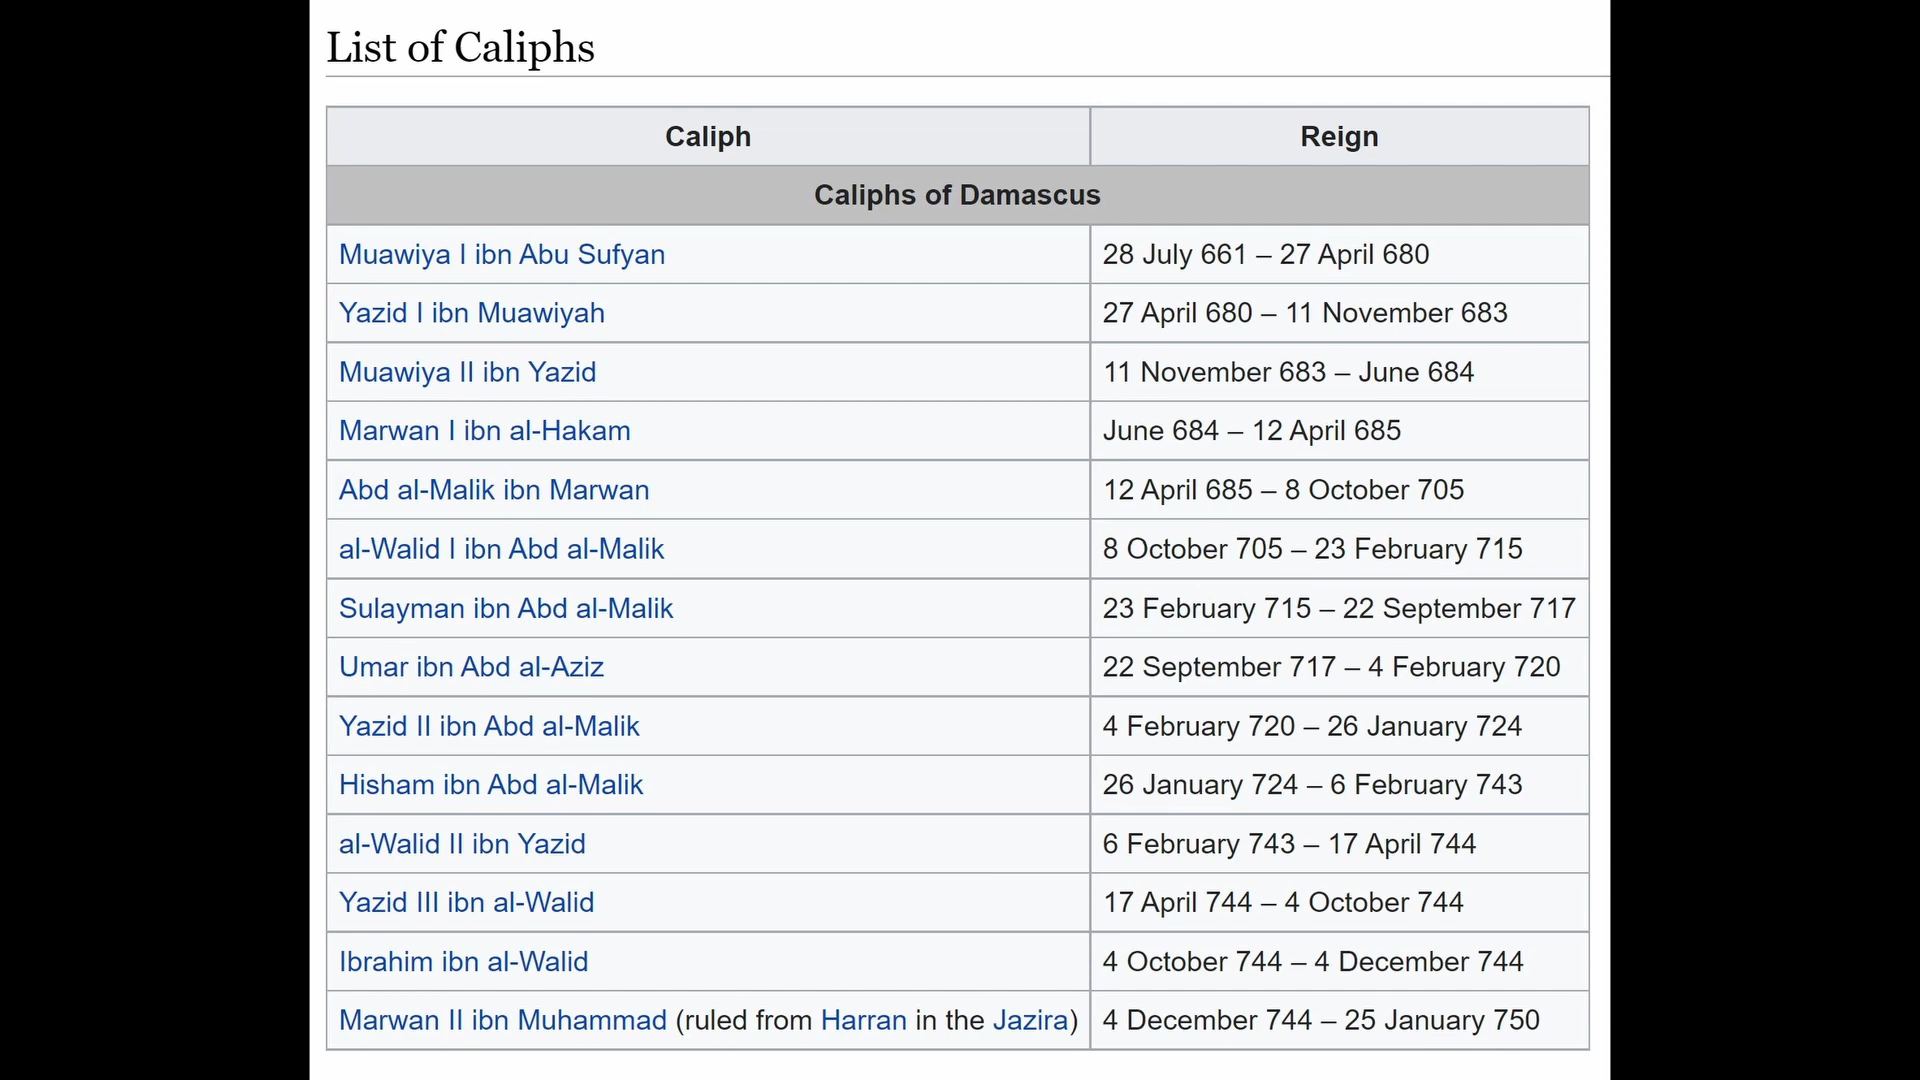 List of Caliphs
Caliph Reign
Caliphs of Damascus
Muawiya I ibn Abu Sufyan 28 July 661 – 27 April 680
Yazid I ibn Muawiyah 27 April 680 – 11 November 683
Muawiya II ibn Yazid 11 November 683 – June 684
Marwan I ibn al-Hakam June 684 – 12 April 685
Abd al-Malik ibn Marwan 12 April 685 – 8 October 705
al-Walid I ibn Abd al-Malik 8 October 705 – 23 February 715
Sulayman ibn Abd al-Malik 23 February 715 – 22 September 717
Umar ibn Abd al-Aziz 22 September 717 – 4 February 720
Yazid II ibn Abd al-Malik 4 February 720 – 26 January 724
Hisham ibn Abd al-Malik 26 January 724 – 6 February 743
al-Walid II ibn Yazid 6 February 743 – 17 April 744
Yazid III ibn al-Walid 17 April 744 – 4 October 744
Ibrahim ibn al-Walid 4 October 744 – 4 December 744
Marwan II ibn Muhammad (ruled from Harran in the Jazira) 4 December 744 – 25 January 750